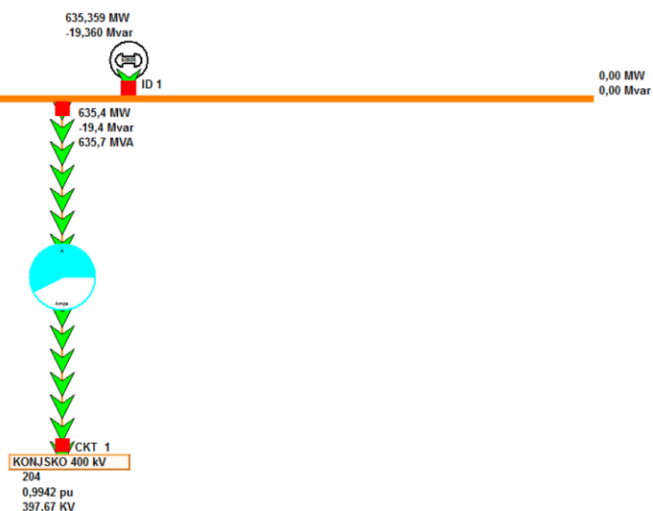 635,359 MW
-19,360 Mvar
ID 1
0,00 MW
0,00 Mvar
635,4 MW
-19,4 Mvar
635,7 MVA
A
Amps
CKT 1
KONJSKO 400 kV
204
0,9942 pu
397,67 KV